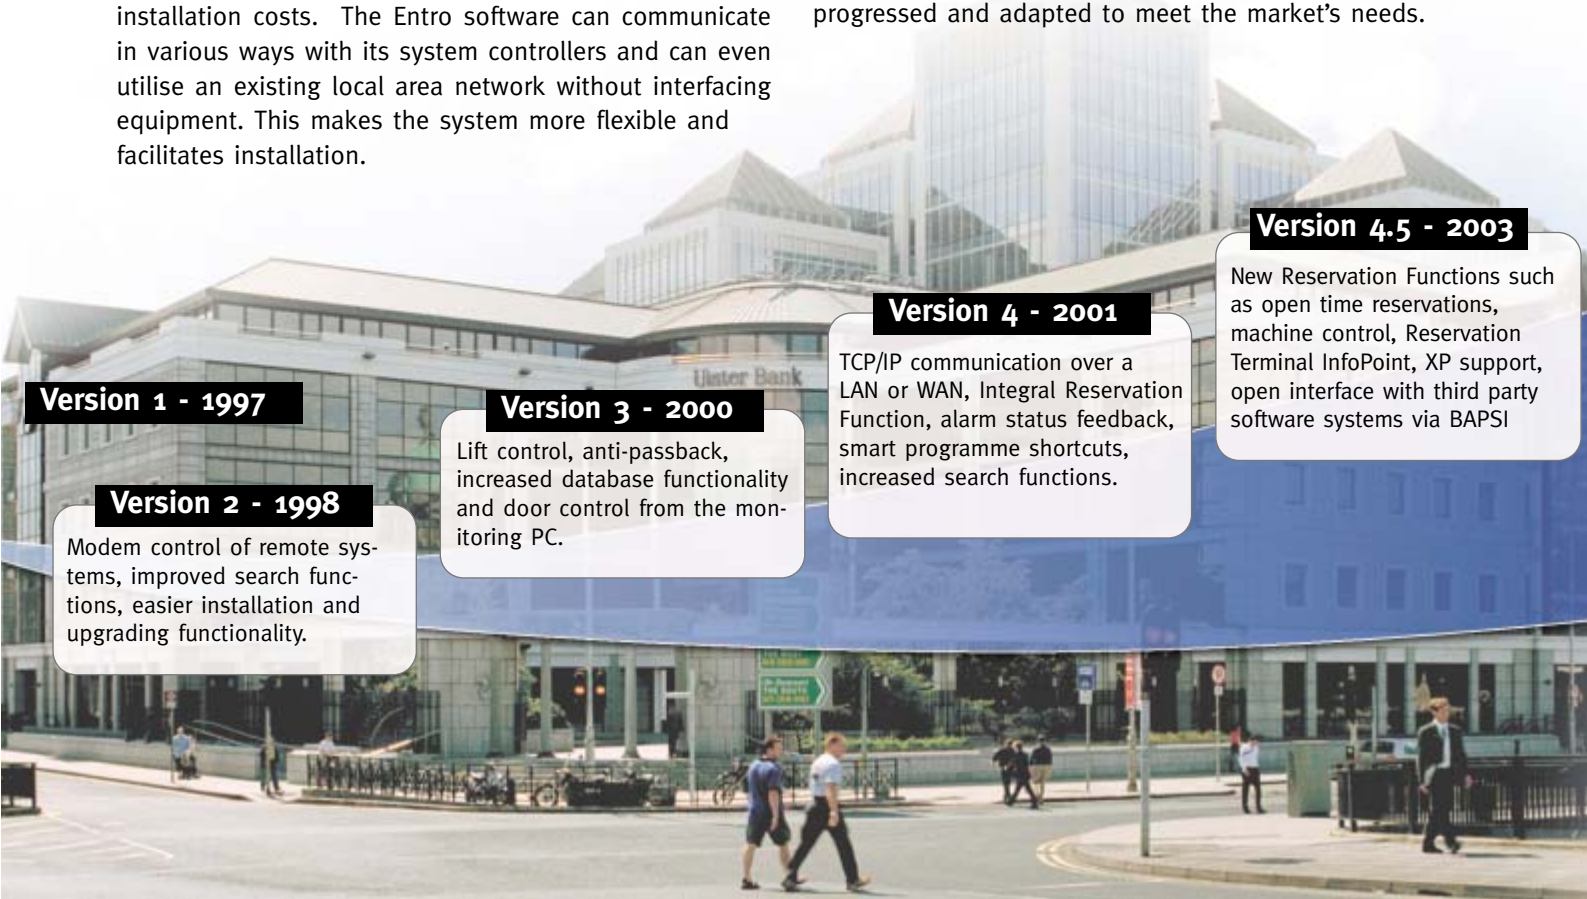 installation costs. The Entro software can communicate
in various ways with its system controllers and can even
utilise an existing local area network without interfacing
equipment. This makes the system more flexible and
facilitates installation.
progressed and adapted to meet the market's needs.
Version 1 - 1997
Version 2 - 1998
Modem control of remote sys-
tems, improved search func-
tions, easier installation and
upgrading functionality.
Version 3 - 2000
Lift control, anti-passback,
increased database functionality
and door control from the mon-
itoring PC.
Version 4 - 2001
TCP/IP communication over a
LAN or WAN, Integral Reservation
Function, alarm status feedback,
smart programme shortcuts,
increased search functions.
Version 4.5 - 2003
New Reservation Functions such
as open time reservations,
machine control, Reservation
Terminal InfoPoint, XP support,
open interface with third party
software systems via BAPSI
Ulster Bank
THE SOUTH